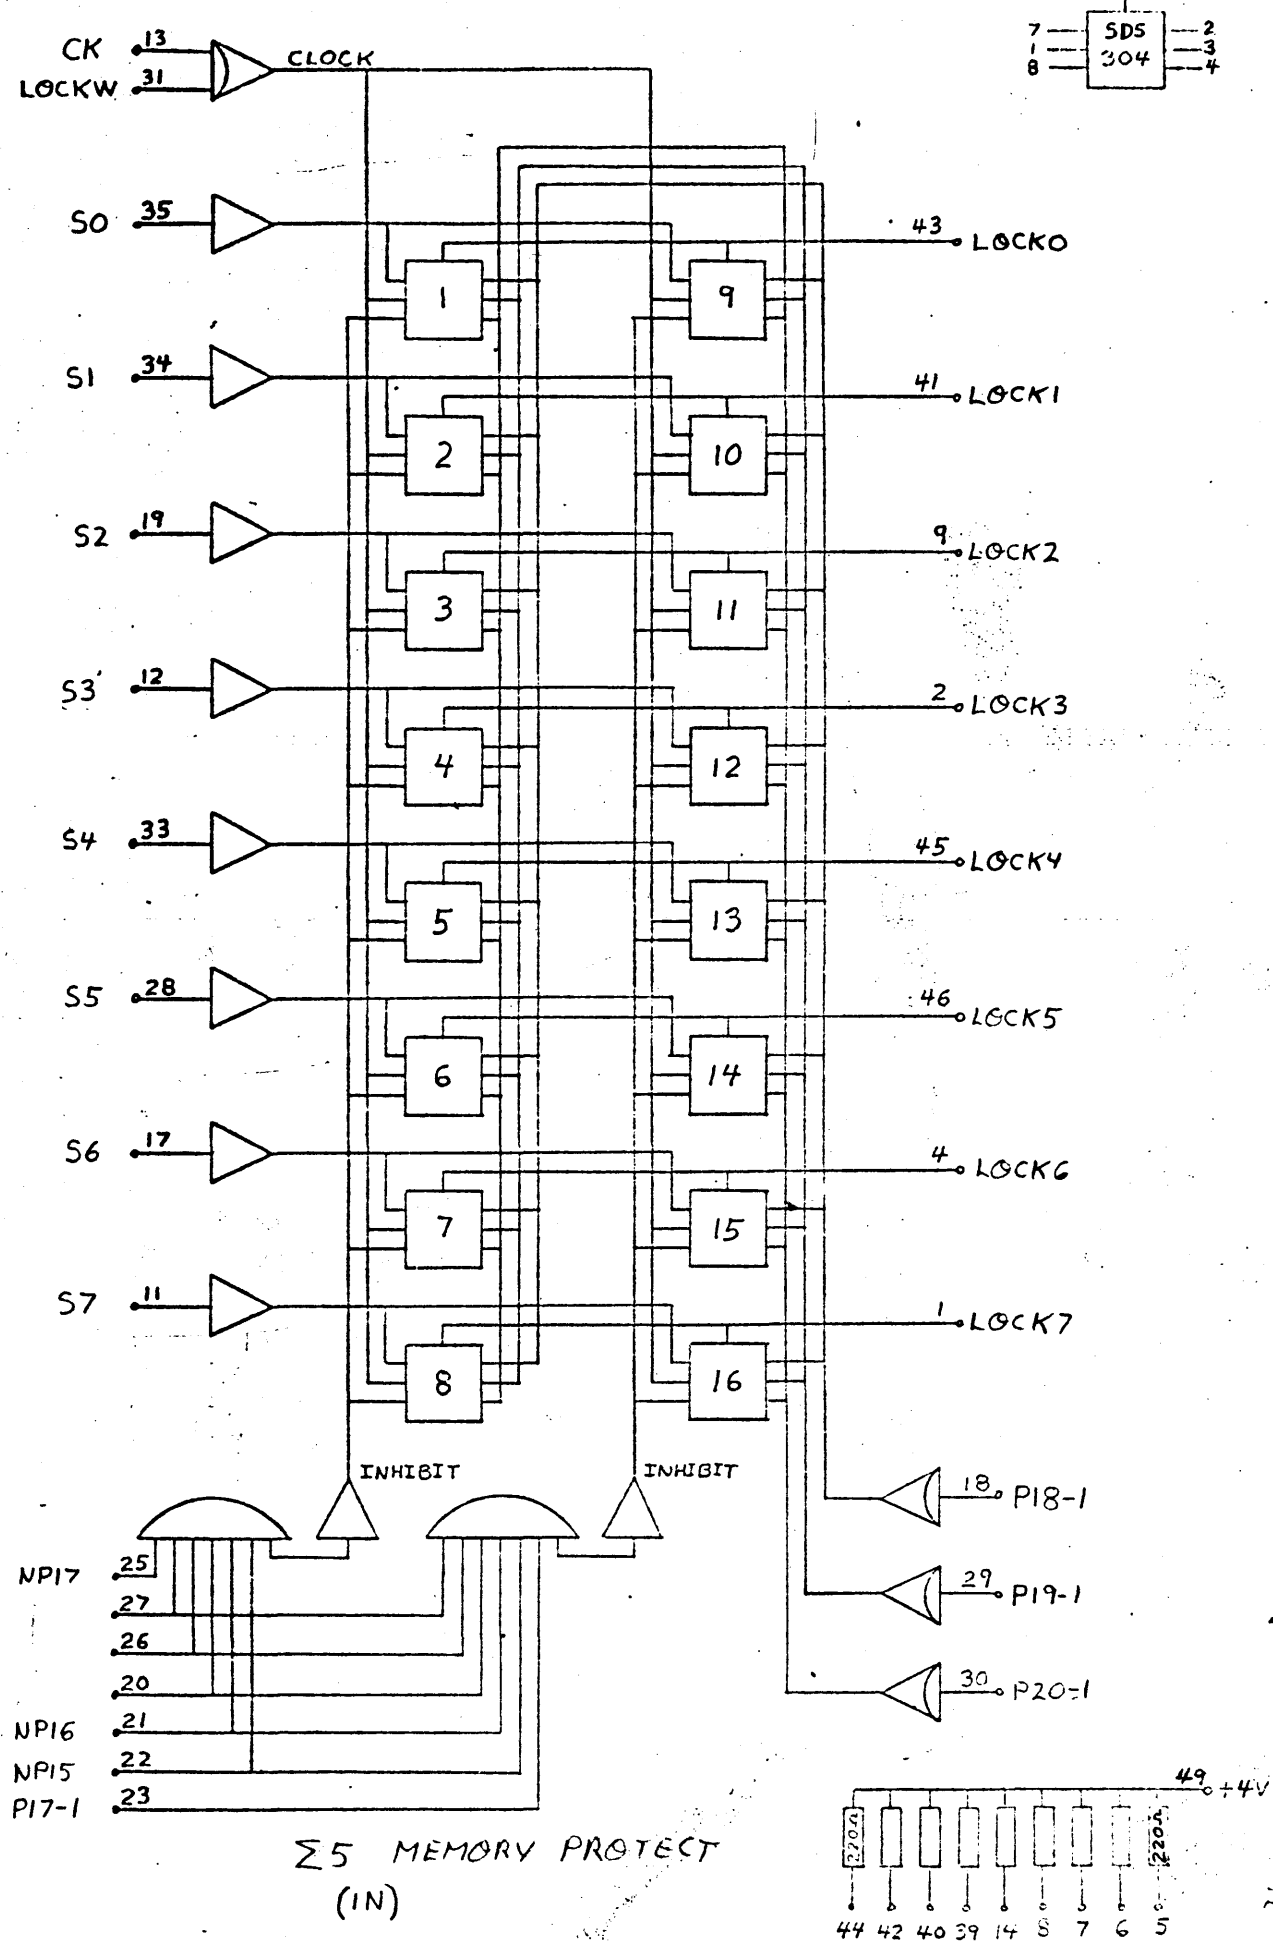 CK 13
LOCKW 31
CLOCK
7 SDS 2
1 304 3
8 4
S0 35
43 LOCK0
1 9
S1 34
41 LOCK1
2 10
S2 19
9 LOCK2
3 11
S3 12
2 LOCK3
4 12
S4 33
45 LOCK4
5 13
S5 28
46 LOCK5
6 14
S6 17
4 LOCK6
7 15
S7 11
1 LOCK7
8 16
INHIBIT INHIBIT
18 P18-1
NP17 25
29 P19-1
27
26
20
30 P20-1
NP16 21
NP15 22
P17-1 23
49 +4V
220Ω 220Ω
44 42 40 39 14 8 7 6 5
Σ5 MEMORY PROTECT
(IN)